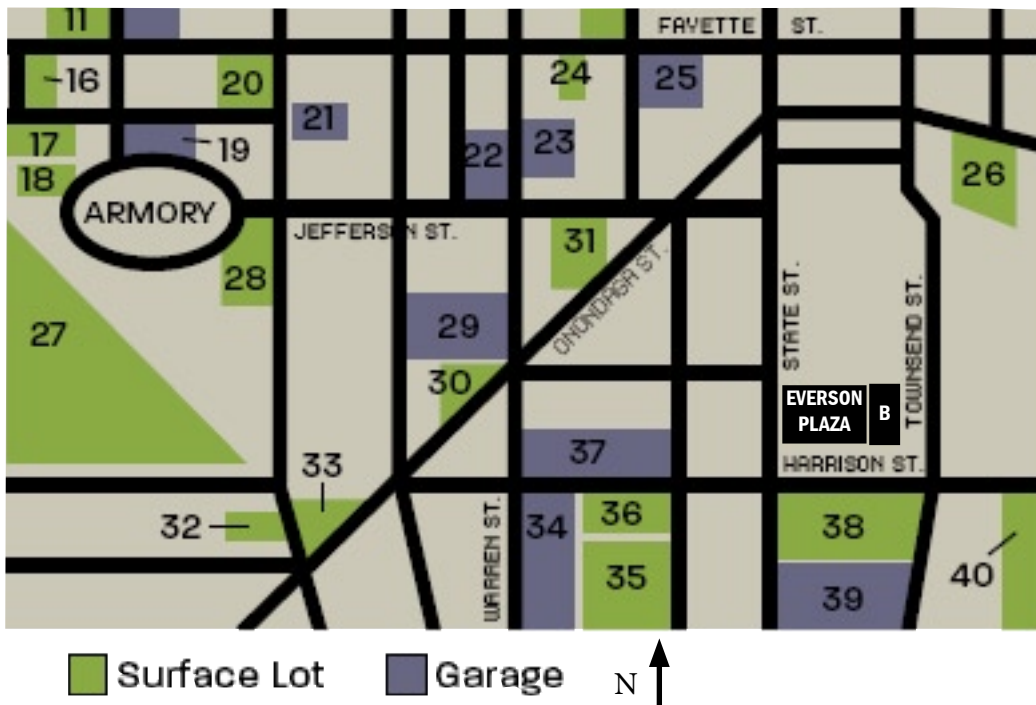 11
FAYETTE ST.
16
20
24
25
21
17
19
22
23
18
26
ARMORY
JEFFERSON ST.
31
28
ONONDAGA ST.
STATE ST.
TOWNSEND ST.
27
29
30
EVERSON
PLAZA
B
37
HARRISON ST.
33
32
WARREN ST.
34
36
38
35
40
39
Surface Lot
Garage
N